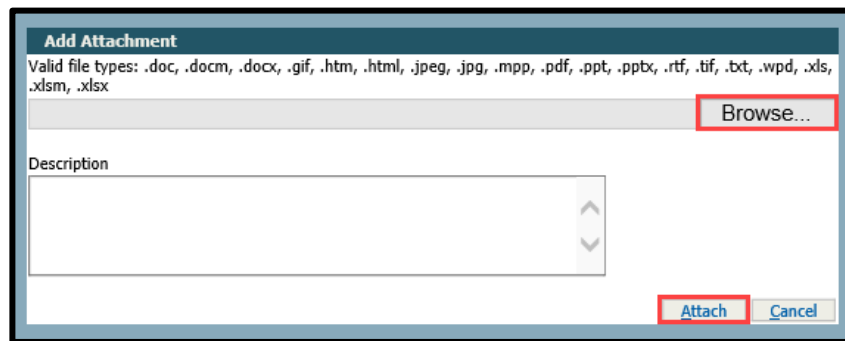 Add Attachment
Valid file types: .doc, .docm, .docx, .gif, .htm, .html, .jpeg, .jpg, .mpp, .pdf, .ppt, .pptx, .rtf, .tif, .txt, .wpd, .xls,
.xlsm, .xlsx
Browse...
Description
Attach Cancel